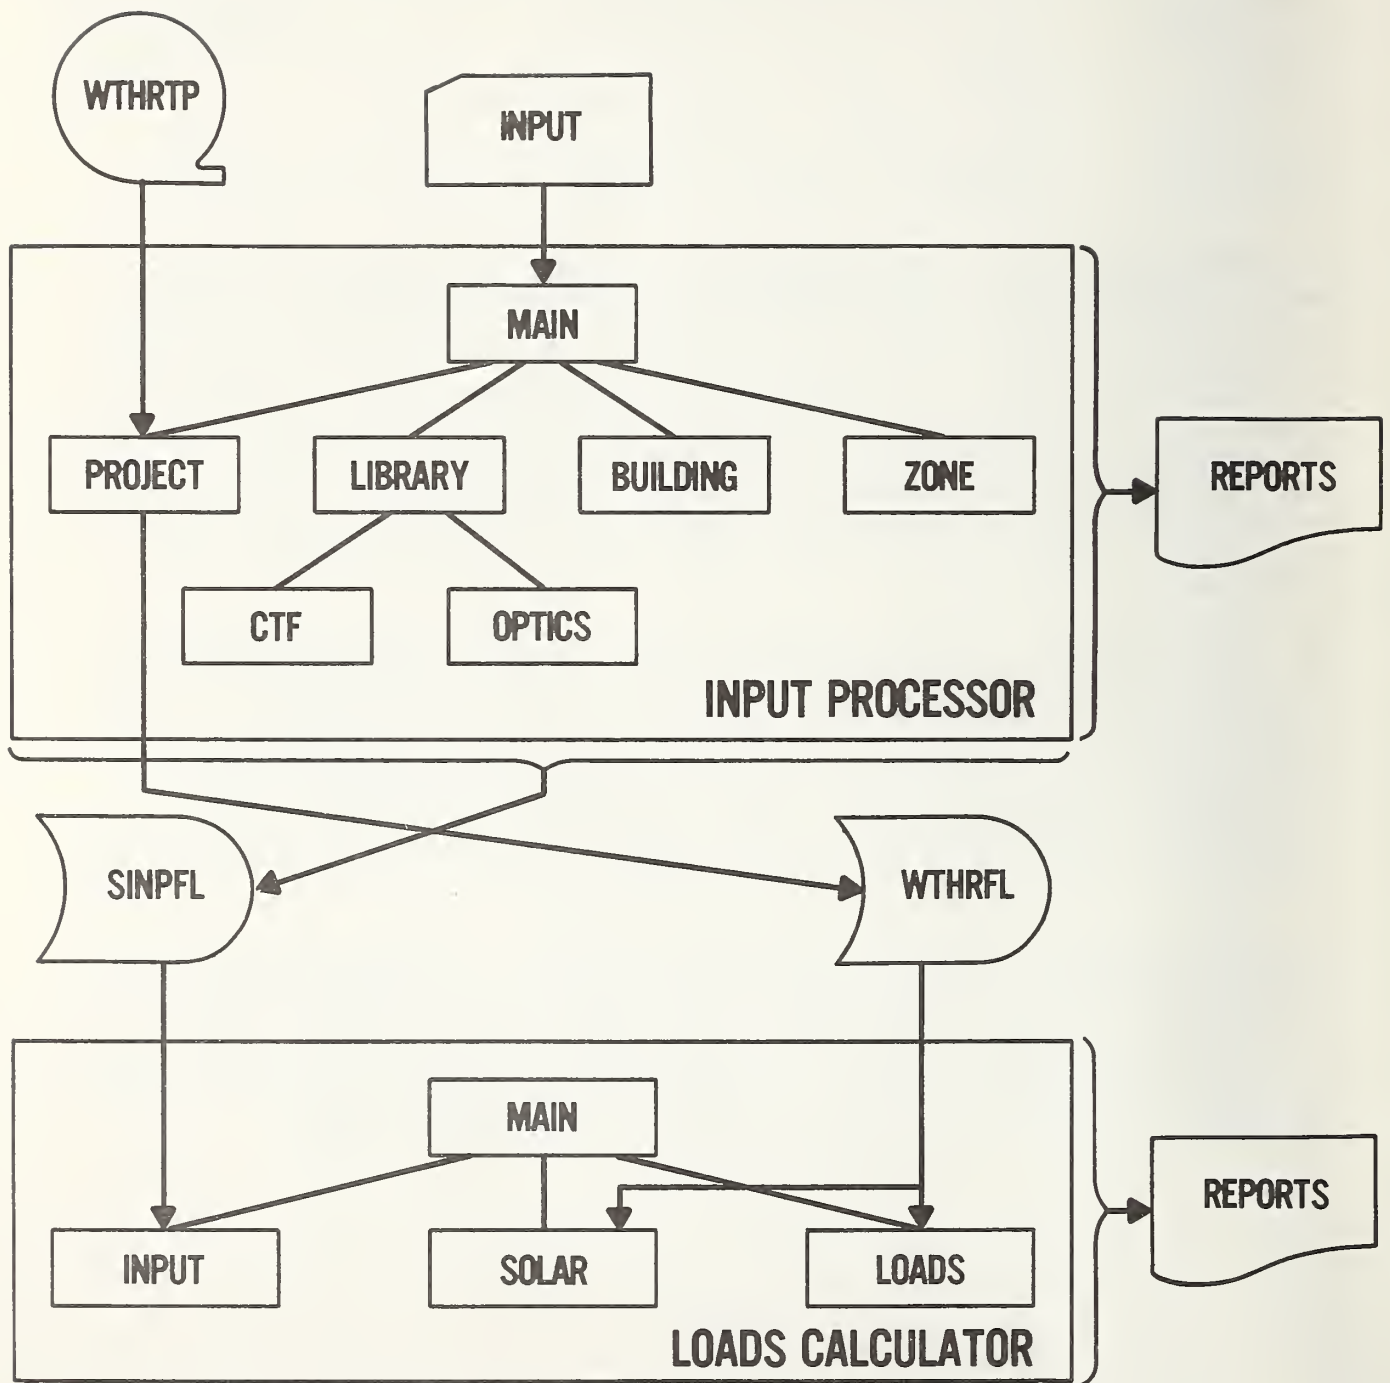 WTHRTP
INPUT
MAIN
PROJECT
LIBRARY
BUILDING
ZONE
REPORTS
CTF
OPTICS
INPUT PROCESSOR
SINPFL
WTHRFL
MAIN
REPORTS
INPUT
SOLAR
LOADS
LOADS CALCULATOR